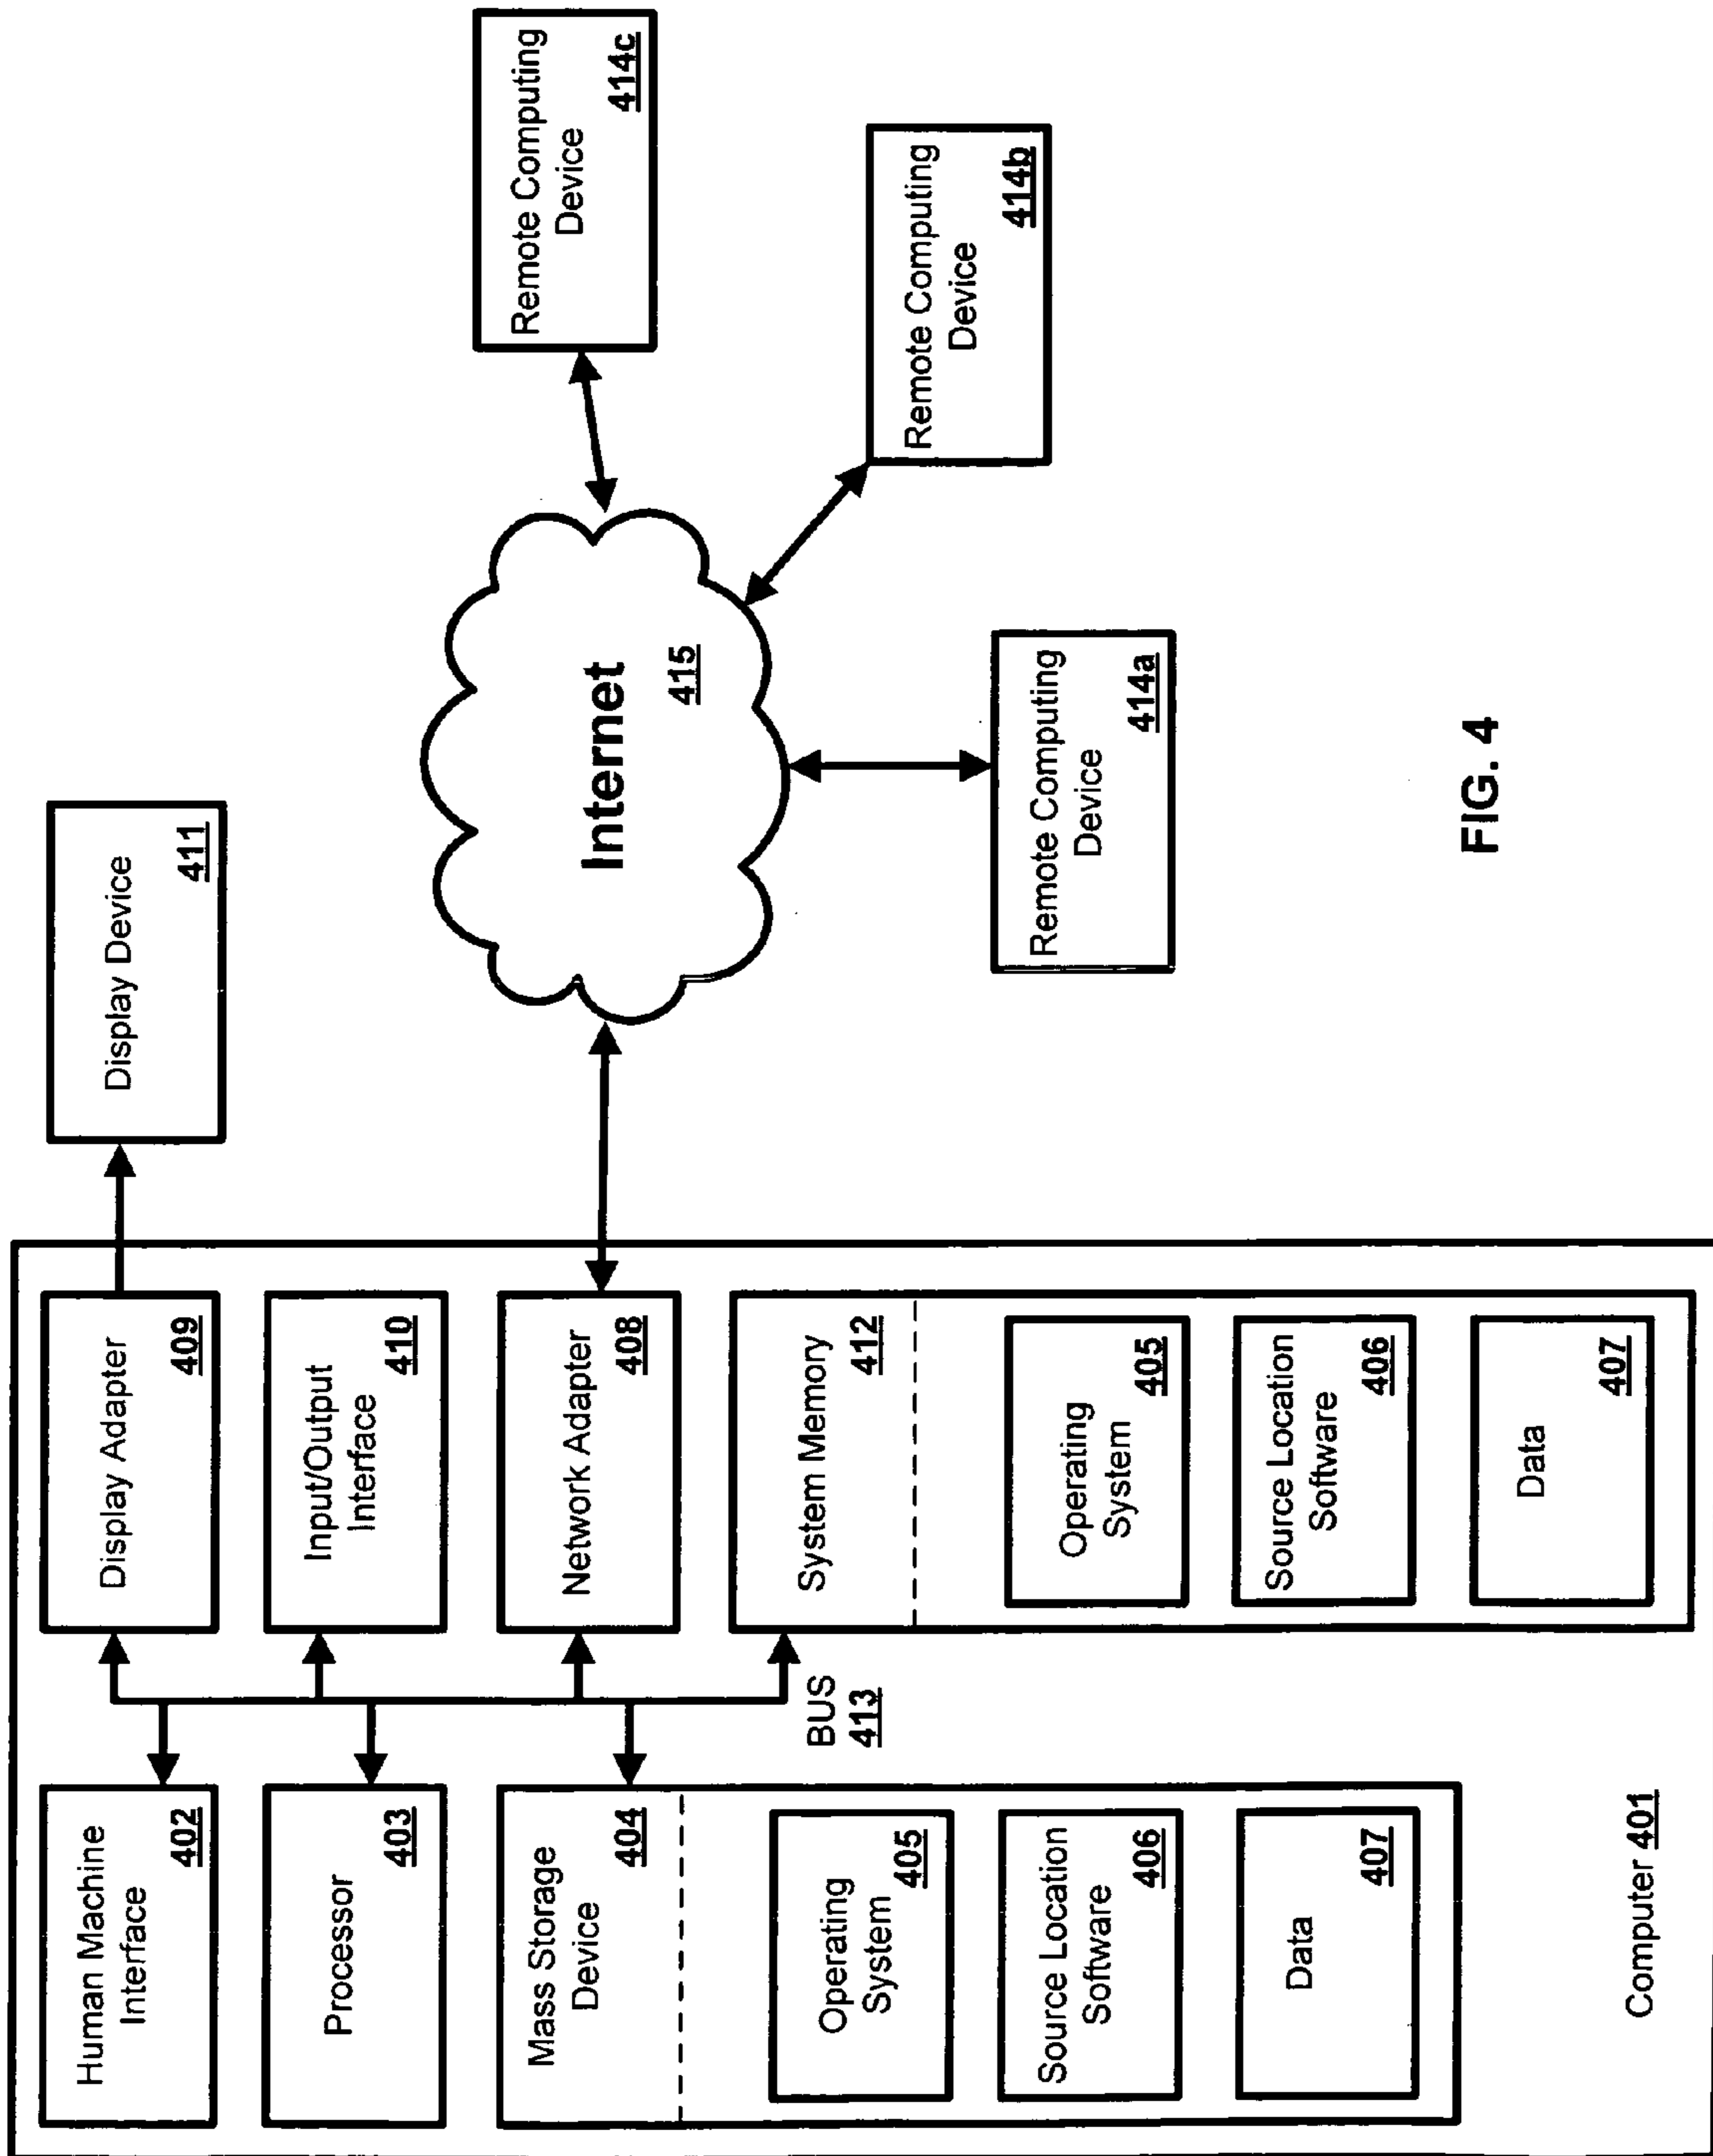 Human Machine
Interface
402
Processor
403
Mass Storage
Device
404
Operating
System
405
Source Location
Software
406
Data
407
Computer 401
BUS
413
Display Adapter
409
Input/Output
Interface
410
Network Adapter
408
System Memory
412
Operating
System
405
Source Location
Software
406
Data
407
Display Device
411
Internet
415
Remote Computing
Device
414a
Remote Computing
Device
414b
Remote Computing
Device
414c
FIG. 4